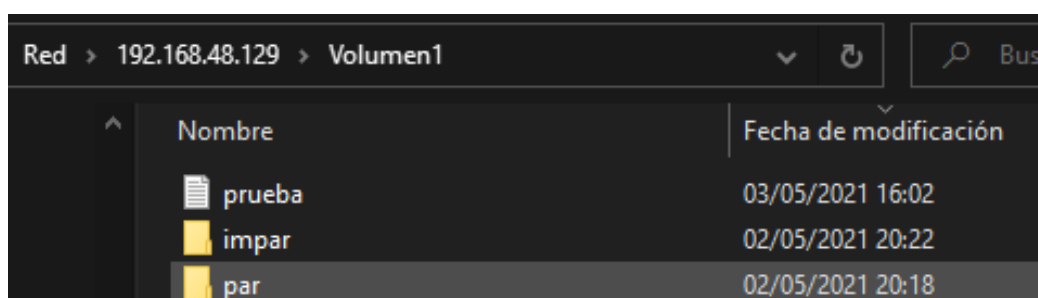 Red > 192.168.48.129 > Volumen1 Bus
Nombre Fecha de modificación
prueba 03/05/2021 16:02
impar 02/05/2021 20:22
par 02/05/2021 20:18